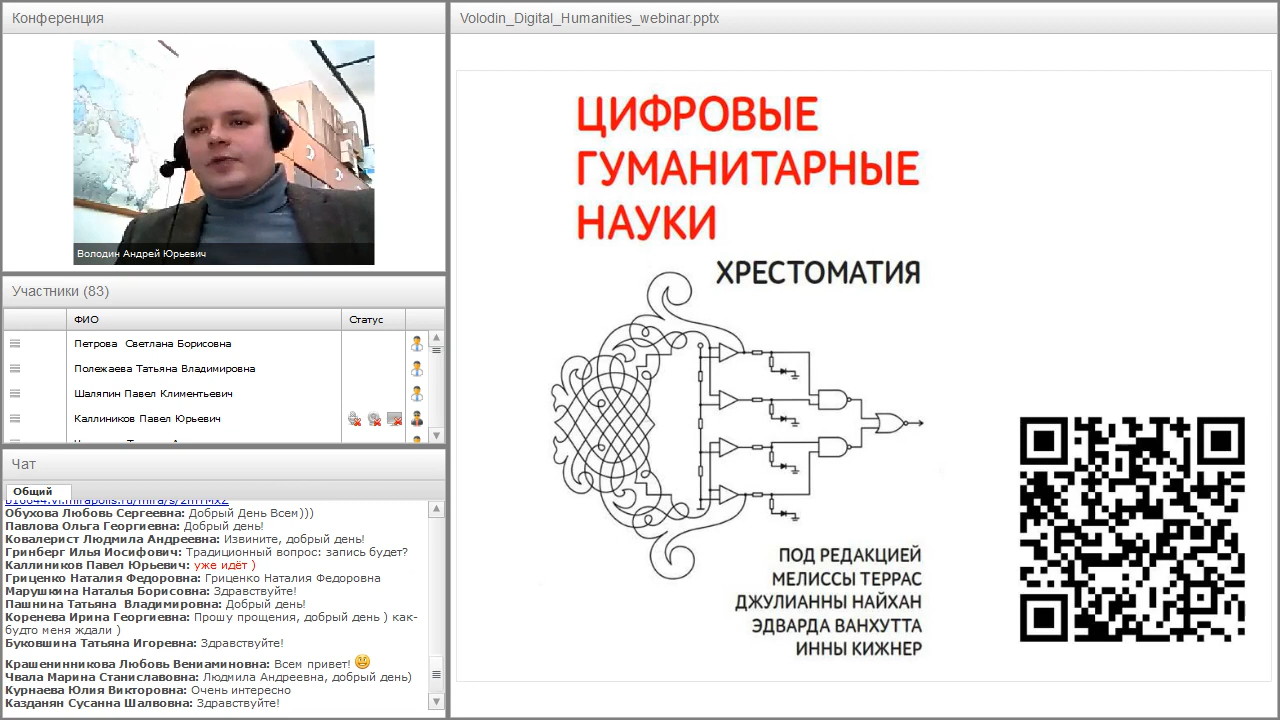 Конференция
Володин Андрей Юрьевич
Участники (83)
ФИО Статус
Петрова Светлана Борисовна
Полежаева Татьяна Владимировна
Шаляпин Павел Климентьевич
Каллиников Павел Юрьевич
Чат
Общий
Обухова Любовь Сергеевна: Добрый День Всем)))
Павлова Ольга Георгиевна: Добрый день!
Ковалерист Людмила Андреевна: Извините, добрый день!
Гринберг Илья Иосифович: Традиционный вопрос: запись будет?
Каллиников Павел Юрьевич: уже идёт )
Гриценко Наталия Федоровна: Гриценко Наталия Федоровна
Марушкина Наталья Борисовна: Здравствуйте!
Пашнина Татьяна Владимировна: Добрый день!
Коренева Ирина Георгиевна: Прошу прощения, добрый день ) как-
будто меня ждали )
Буковшина Татьяна Игоревна: Здравствуйте!
Крашенинникова Любовь Вениаминовна: Всем привет!
Чвала Марина Станиславовна: Людмила Андреевна, добрый день)
Курнаева Юлия Викторовна: Очень интересно
Казданян Сусанна Шалвовна: Здравствуйте!
Volodin_Digital_Humanities_webinar.pptx
ЦИФРОВЫЕ
ГУМАНИТАРНЫЕ
НАУКИ
ХРЕСТОМАТИЯ
ПОД РЕДАКЦИЕЙ
МЕЛИССЫ ТЕРРАС
ДЖУЛИАННЫ НАЙХАН
ЭДВАРДА ВАНХУТТА
ИННЫ КИЖНЕР